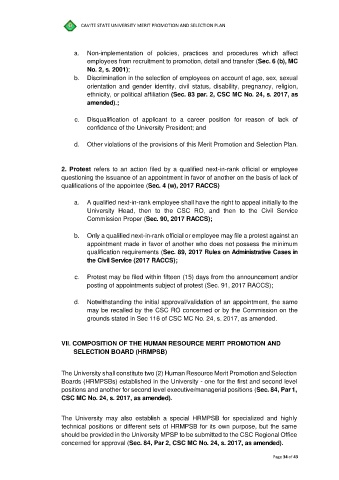 CAVITE STATE UNIVERSITY MERIT PROMOTION AND SELECTION PLAN
a. Non-implementation of policies, practices and procedures which affect
employees from recruitment to promotion, detail and transfer (Sec. 6 (b), MC
No. 2, s. 2001);
b. Discrimination in the selection of employees on account of age, sex, sexual
orientation and gender identity, civil status, disability, pregnancy, religion,
ethnicity, or political affiliation (Sec. 83 par. 2, CSC MC No. 24, s. 2017, as
amended).;
c. Disqualification of applicant to a career position for reason of lack of
confidence of the University President; and
d. Other violations of the provisions of this Merit Promotion and Selection Plan.
2. Protest refers to an action filed by a qualified next-in-rank official or employee
questioning the issuance of an appointment in favor of another on the basis of lack of
qualifications of the appointee (Sec. 4 (w), 2017 RACCS)
a. A qualified next-in-rank employee shall have the right to appeal initially to the
University Head, then to the CSC RO, and then to the Civil Service
Commission Proper (Sec. 90, 2017 RACCS);
b. Only a qualified next-in-rank official or employee may file a protest against an
appointment made in favor of another who does not possess the minimum
qualification requirements (Sec. 89, 2017 Rules on Administrative Cases in
the Civil Service (2017 RACCS);
c. Protest may be filed within fifteen (15) days from the announcement and/or
posting of appointments subject of protest (Sec. 91, 2017 RACCS);
d. Notwithstanding the initial approval/validation of an appointment, the same
may be recalled by the CSC RO concerned or by the Commission on the
grounds stated in Sec 116 of CSC MC No. 24, s. 2017, as amended.
VII. COMPOSITION OF THE HUMAN RESOURCE MERIT PROMOTION AND
SELECTION BOARD (HRMPSB)
The University shall constitute two (2) Human Resource Merit Promotion and Selection
Boards (HRMPSBs) established in the University - one for the first and second level
positions and another for second level executive/managerial positions (Sec. 84, Par 1,
CSC MC No. 24, s. 2017, as amended).
The University may also establish a special HRMPSB for specialized and highly
technical positions or different sets of HRMPSB for its own purpose, but the same
should be provided in the University MPSP to be submitted to the CSC Regional Office
concerned for approval (Sec. 84, Par 2, CSC MC No. 24, s. 2017, as amended).
Page 34 of 43